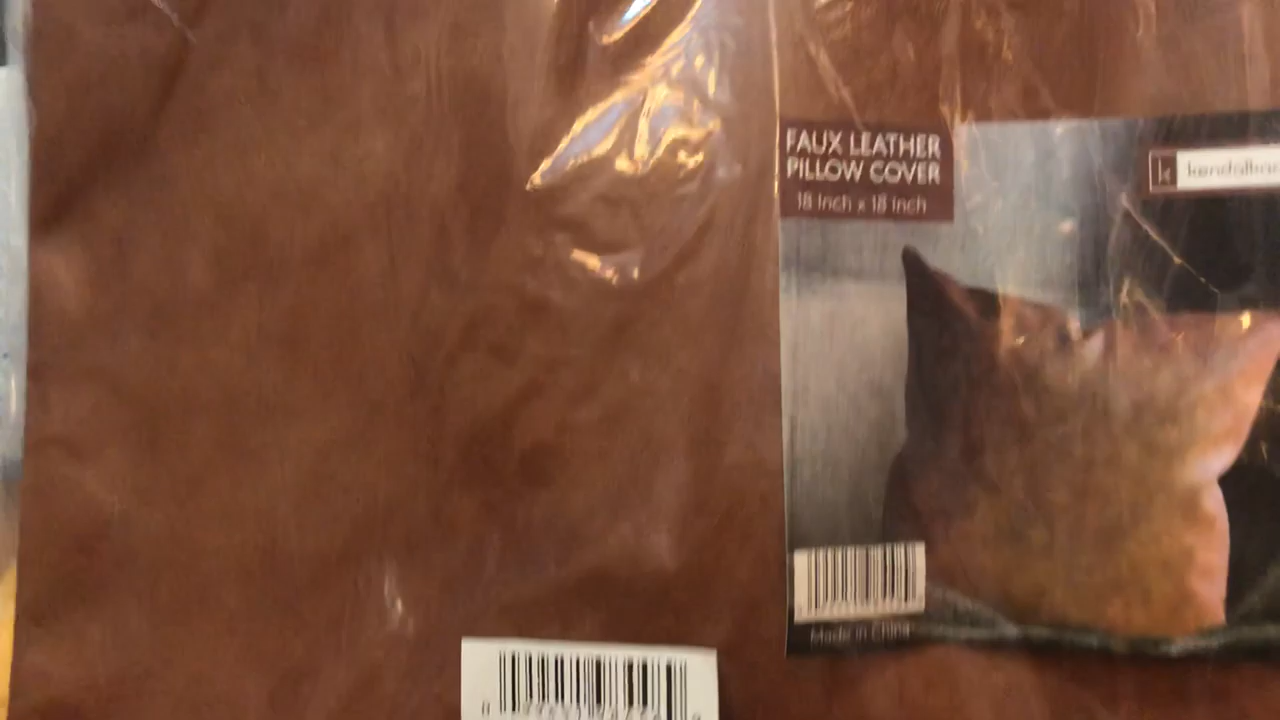 FAUX LEATHER
PILLOW COVER
18 Inch x 18 Inch
k
Made in China